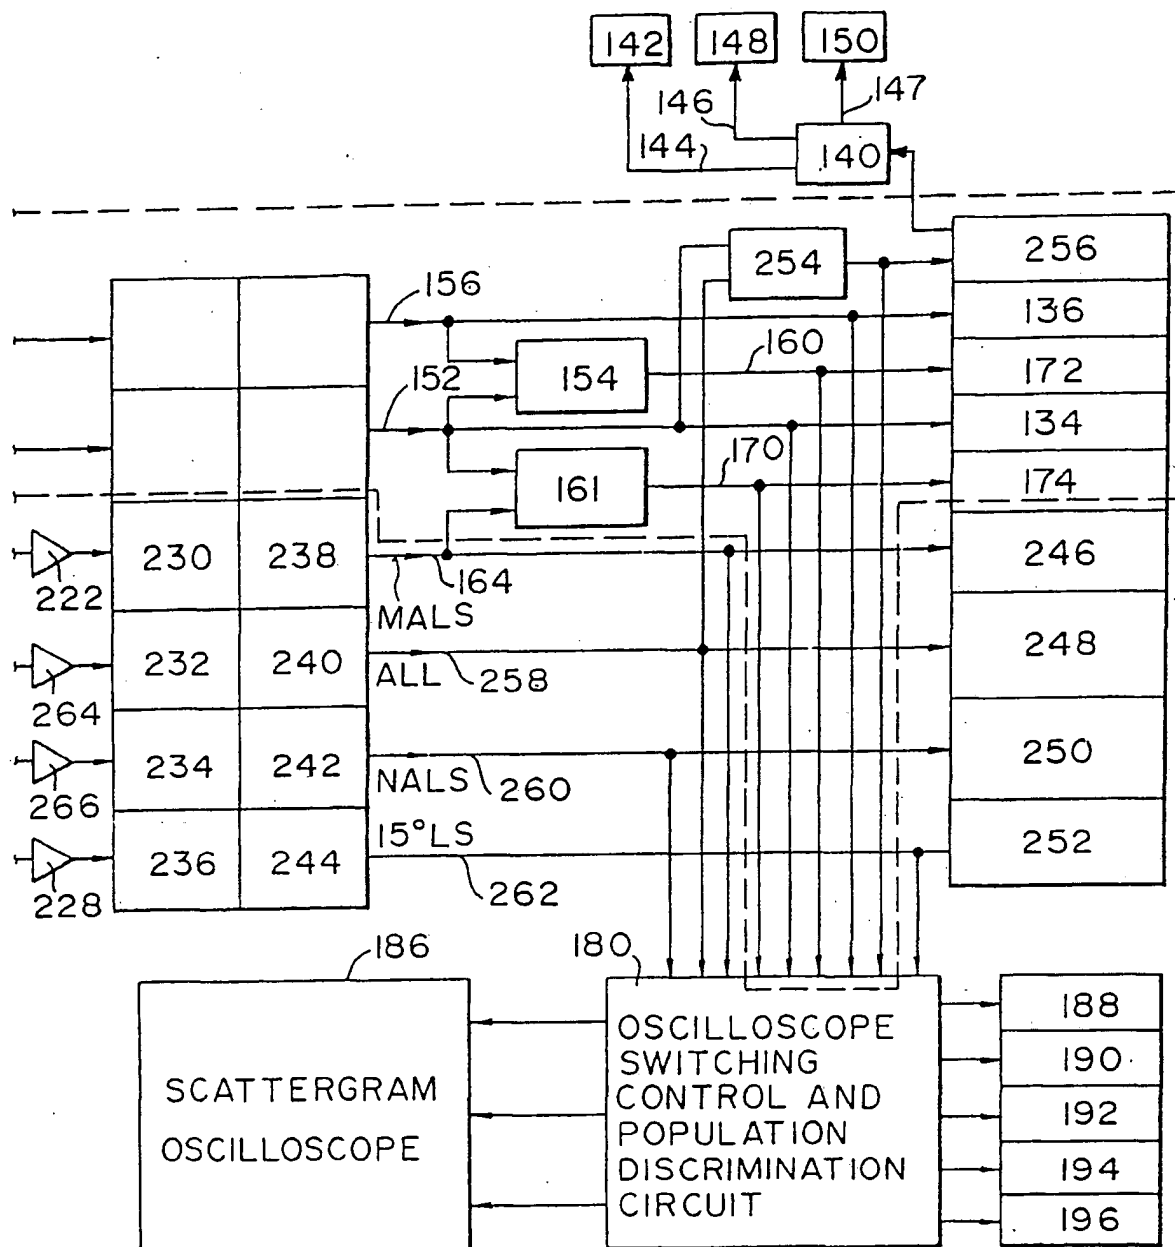 142 148 150
146 147
144 140
254 256
156 136
154 160 172
152 134
161 170 174
222 230 238 164 246
MALS
264 232 240 ALL 258 248
266 234 242 NALS 260 250
228 236 244 15°LS 262 252
186 180
SCATTERGRAM
OSCILLOSCOPE
OSCILLOSCOPE
SWITCHING
CONTROL AND
POPULATION
DISCRIMINATION
CIRCUIT
188
190
192
194
196